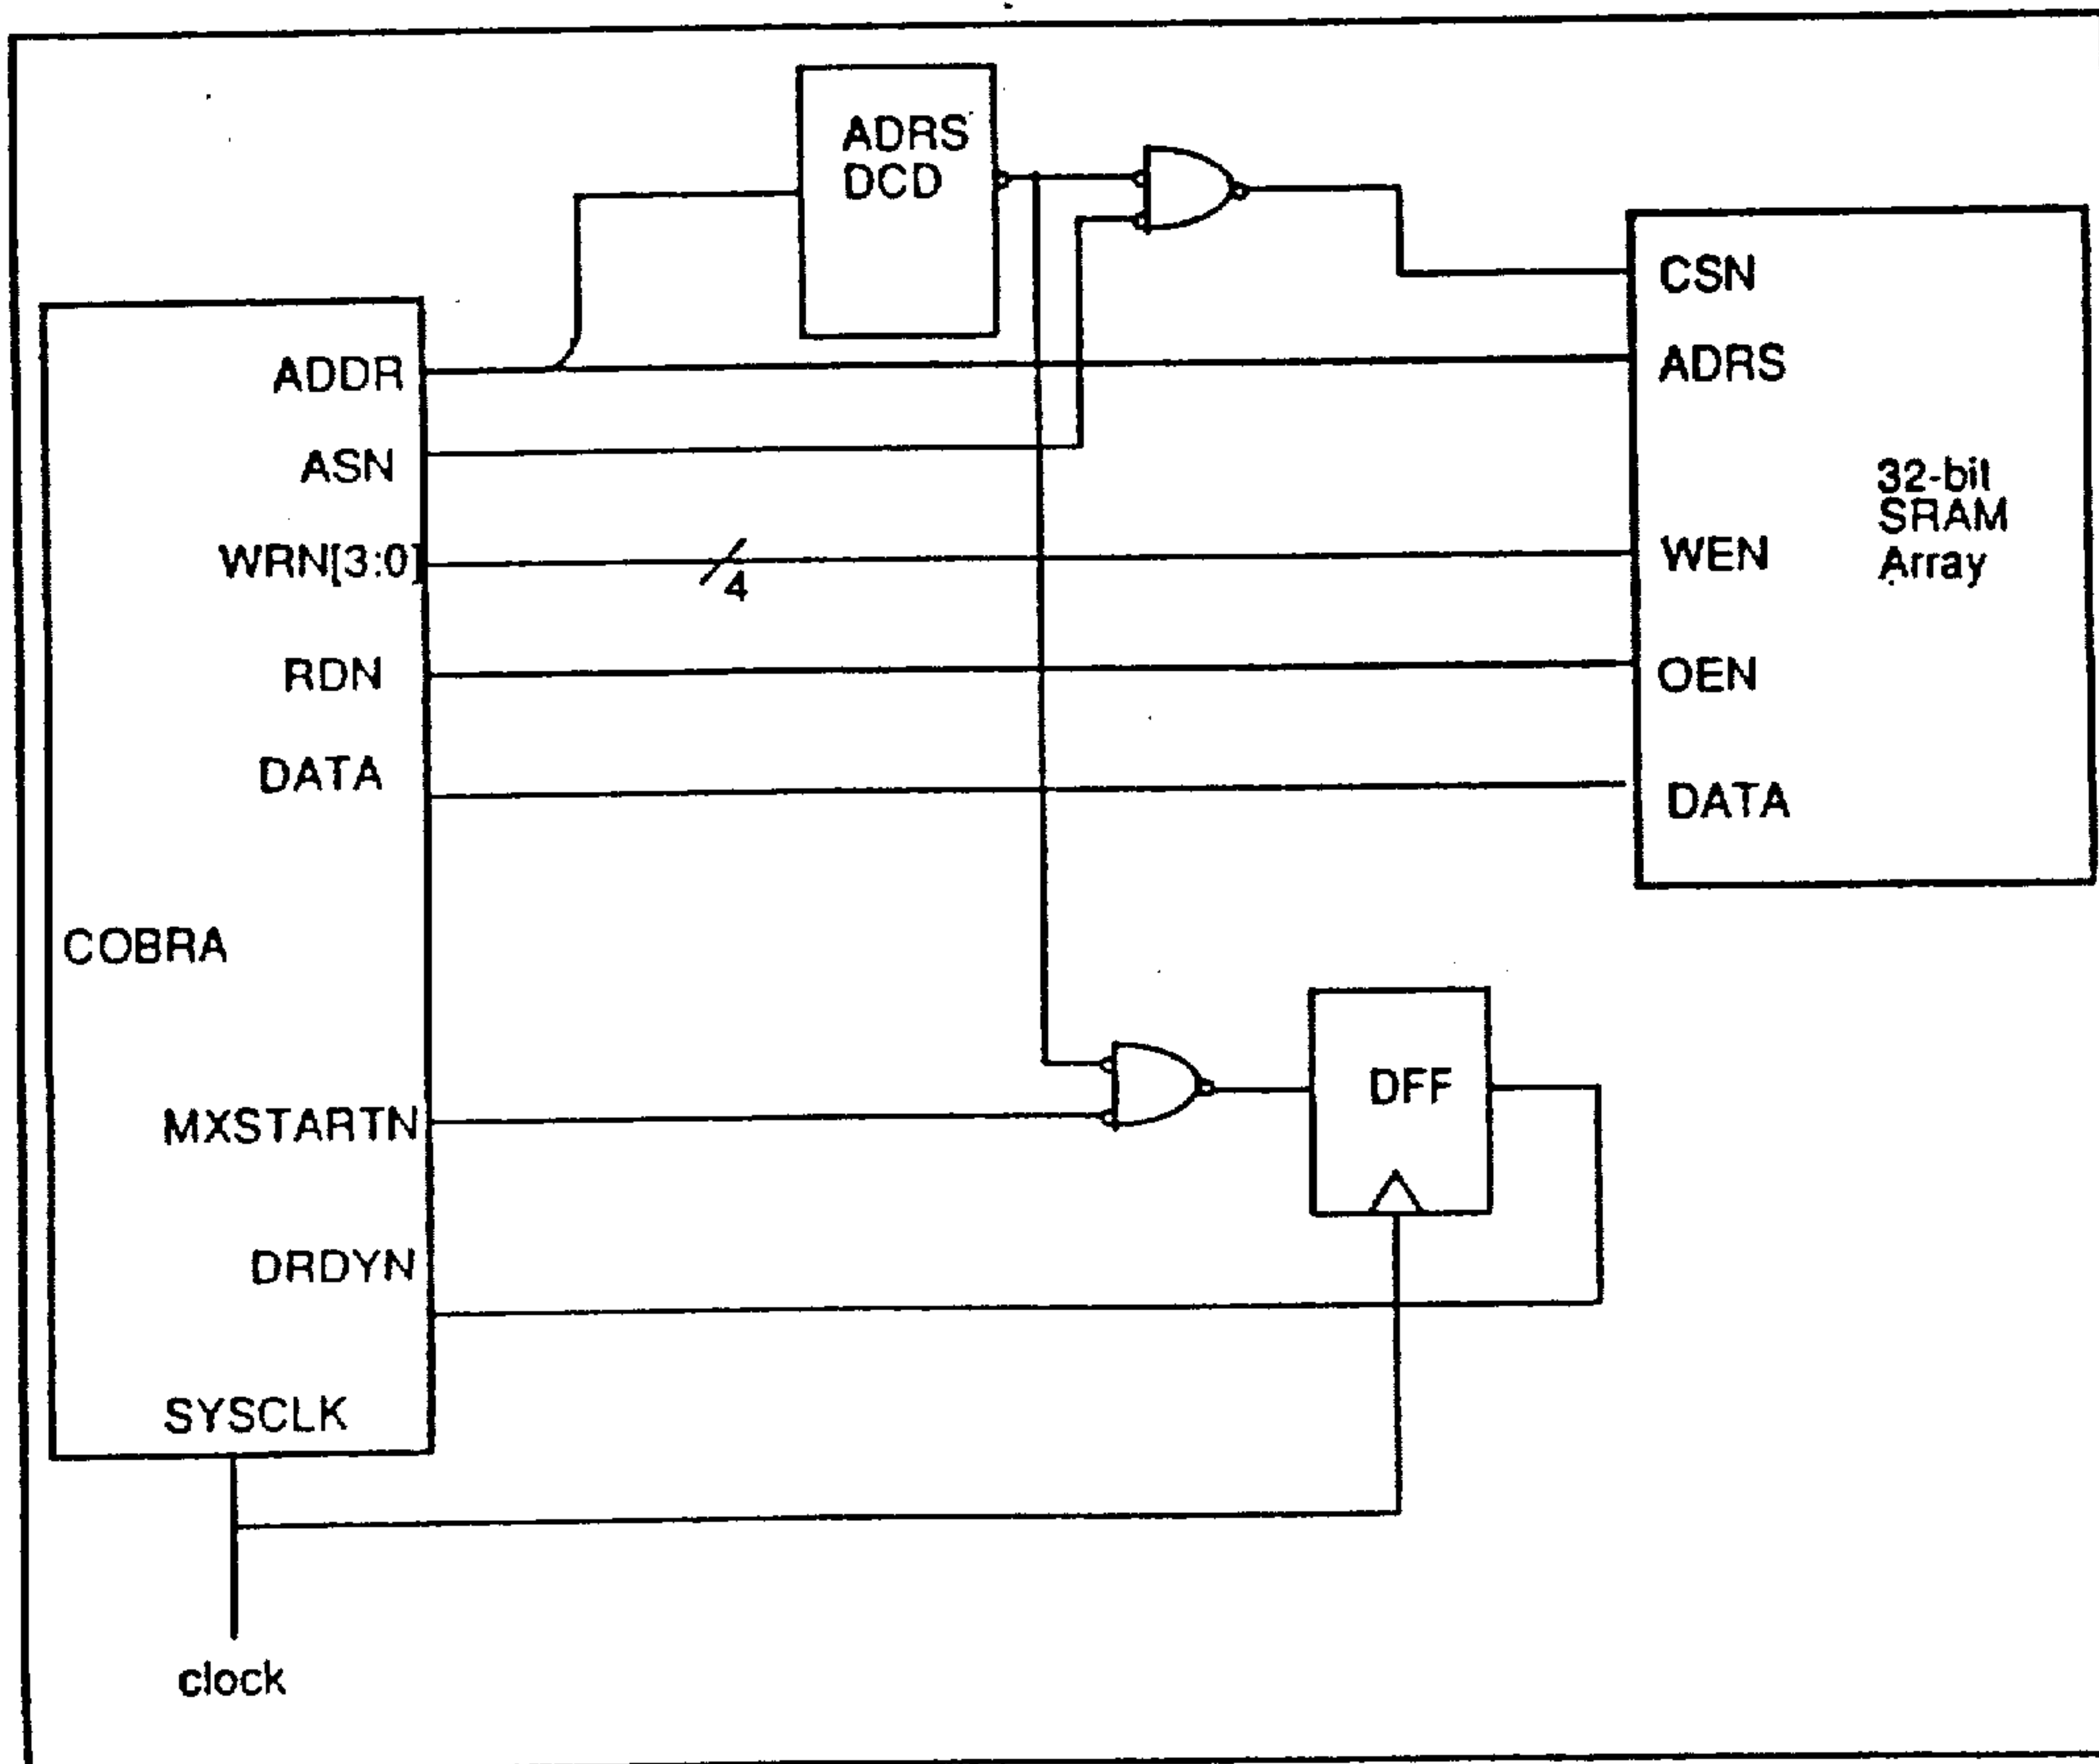 ADRS
DCD
CSN
ADDR
ADRS
ASN
32-bit
SRAM
Array
WRN[3:0]
4
WEN
RDN
OEN
DATA
DATA
COBRA
DFF
MXSTARTN
DRDYN
SYSCLK
clock